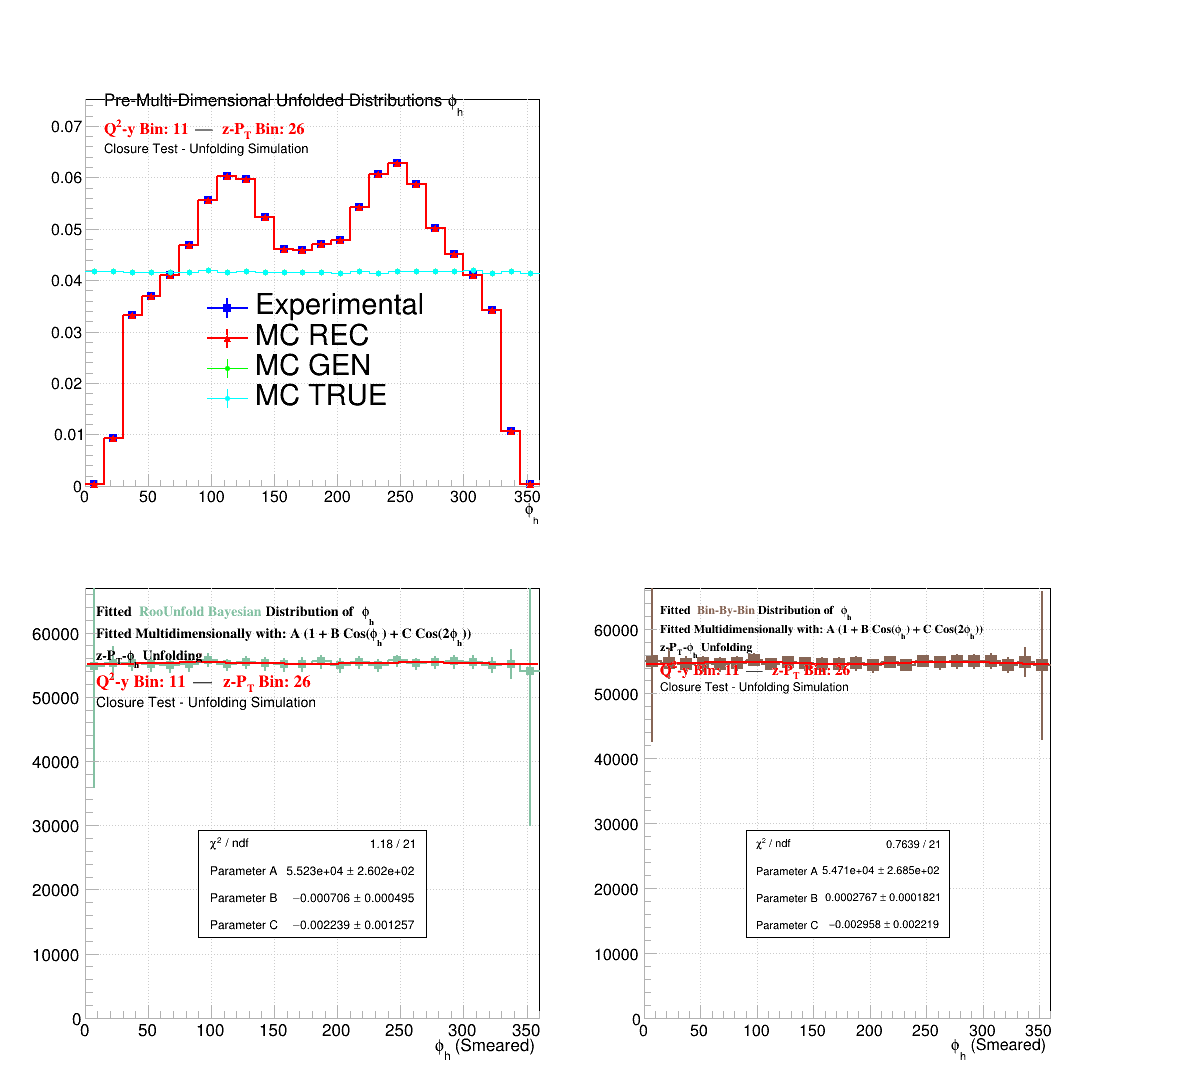 Pre-Multi-Dimensional Unfolded Distributions ϕh
Q²-y Bin: 11 — z-PT Bin: 26
Closure Test - Unfolding Simulation
0.07
0.06
0.05
0.04
0.03
0.02
0.01
0
Experimental
MC REC
MC GEN
MC TRUE
0 50 100 150 200 250 300 350
ϕh
Fitted RooUnfold Bayesian Distribution of ϕh
Fitted Multidimensionally with: A (1 + B Cos(ϕh) + C Cos(2ϕh))
z-PT-ϕh Unfolding
Q²-y Bin: 11 — z-PT Bin: 26
Closure Test - Unfolding Simulation
60000
50000
40000
30000
20000
10000
0
χ² / ndf 1.18 / 21
Parameter A 5.523e+04 ± 2.602e+02
Parameter B −0.000706 ± 0.000495
Parameter C −0.002239 ± 0.001257
0 50 100 150 200 250 300 350
ϕh (Smeared)
Fitted Bin-By-Bin Distribution of ϕh
Fitted Multidimensionally with: A (1 + B Cos(ϕh) + C Cos(2ϕh))
z-PT-ϕh Unfolding
Q²-y Bin: 11 — z-PT Bin: 26
Closure Test - Unfolding Simulation
60000
50000
40000
30000
20000
10000
0
χ² / ndf 0.7639 / 21
Parameter A 5.471e+04 ± 2.685e+02
Parameter B 0.0002767 ± 0.0001821
Parameter C −0.002958 ± 0.002219
0 50 100 150 200 250 300 350
ϕh (Smeared)